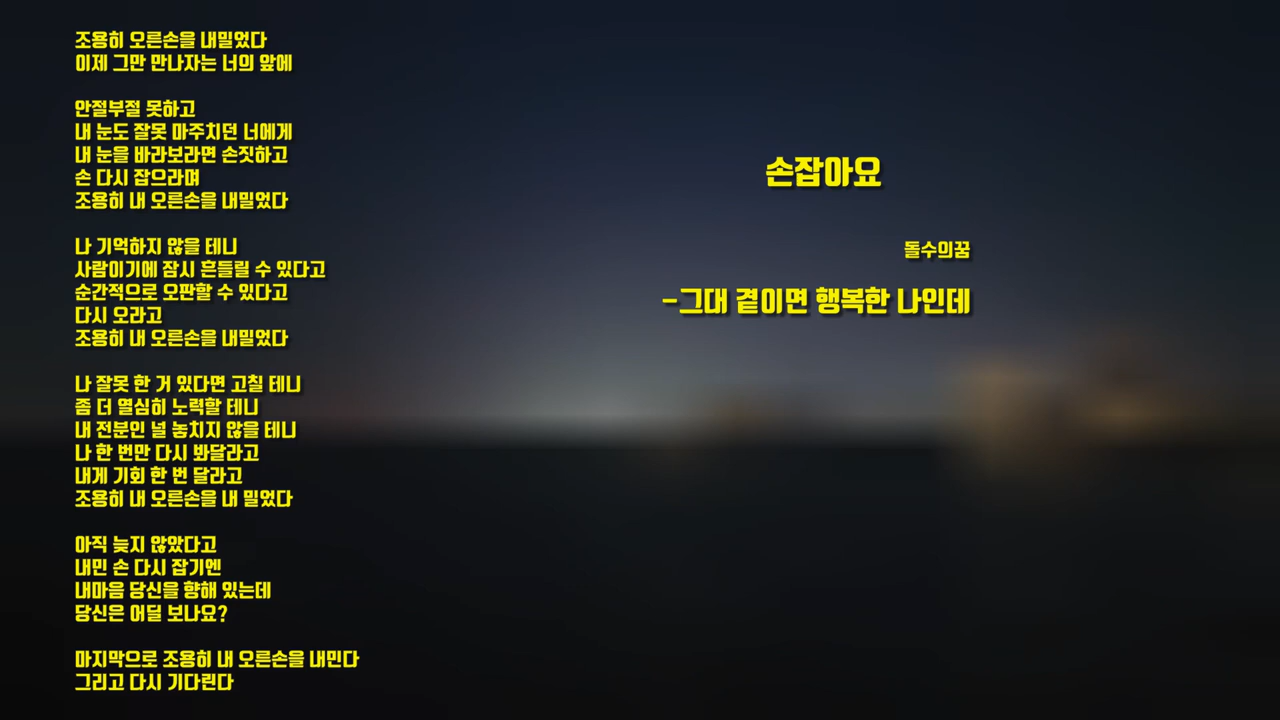 조용히 오른손을 내밀었다
이제 그만 만나자는 너의 앞에
안절부절 못하고
내 눈도 잘못 마주치던 너에게
내 눈을 바라보라면 손짓하고
손 다시 잡으라며
조용히 내 오른손을 내밀었다
나 기억하지 않을 테니
사람이기에 잠시 흔들릴 수 있다고
순간적으로 오판할 수 있다고
다시 오라고
조용히 내 오른손을 내밀었다
나 잘못 한 거 있다면 고칠 테니
좀 더 열심히 노력할 테니
내 전분인 널 놓치지 않을 테니
나 한 번만 다시 봐달라고
내게 기회 한 번 달라고
조용히 내 오른손을 내 밀었다
아직 늦지 않았다고
내민 손 다시 잡기엔
내마음 당신을 향해 있는데
당신은 어딜 보나요?
마지막으로 조용히 내 오른손을 내민다
그리고 다시 기다린다
손잡아요
돌수의꿈
-그대 곁이면 행복한 나인데